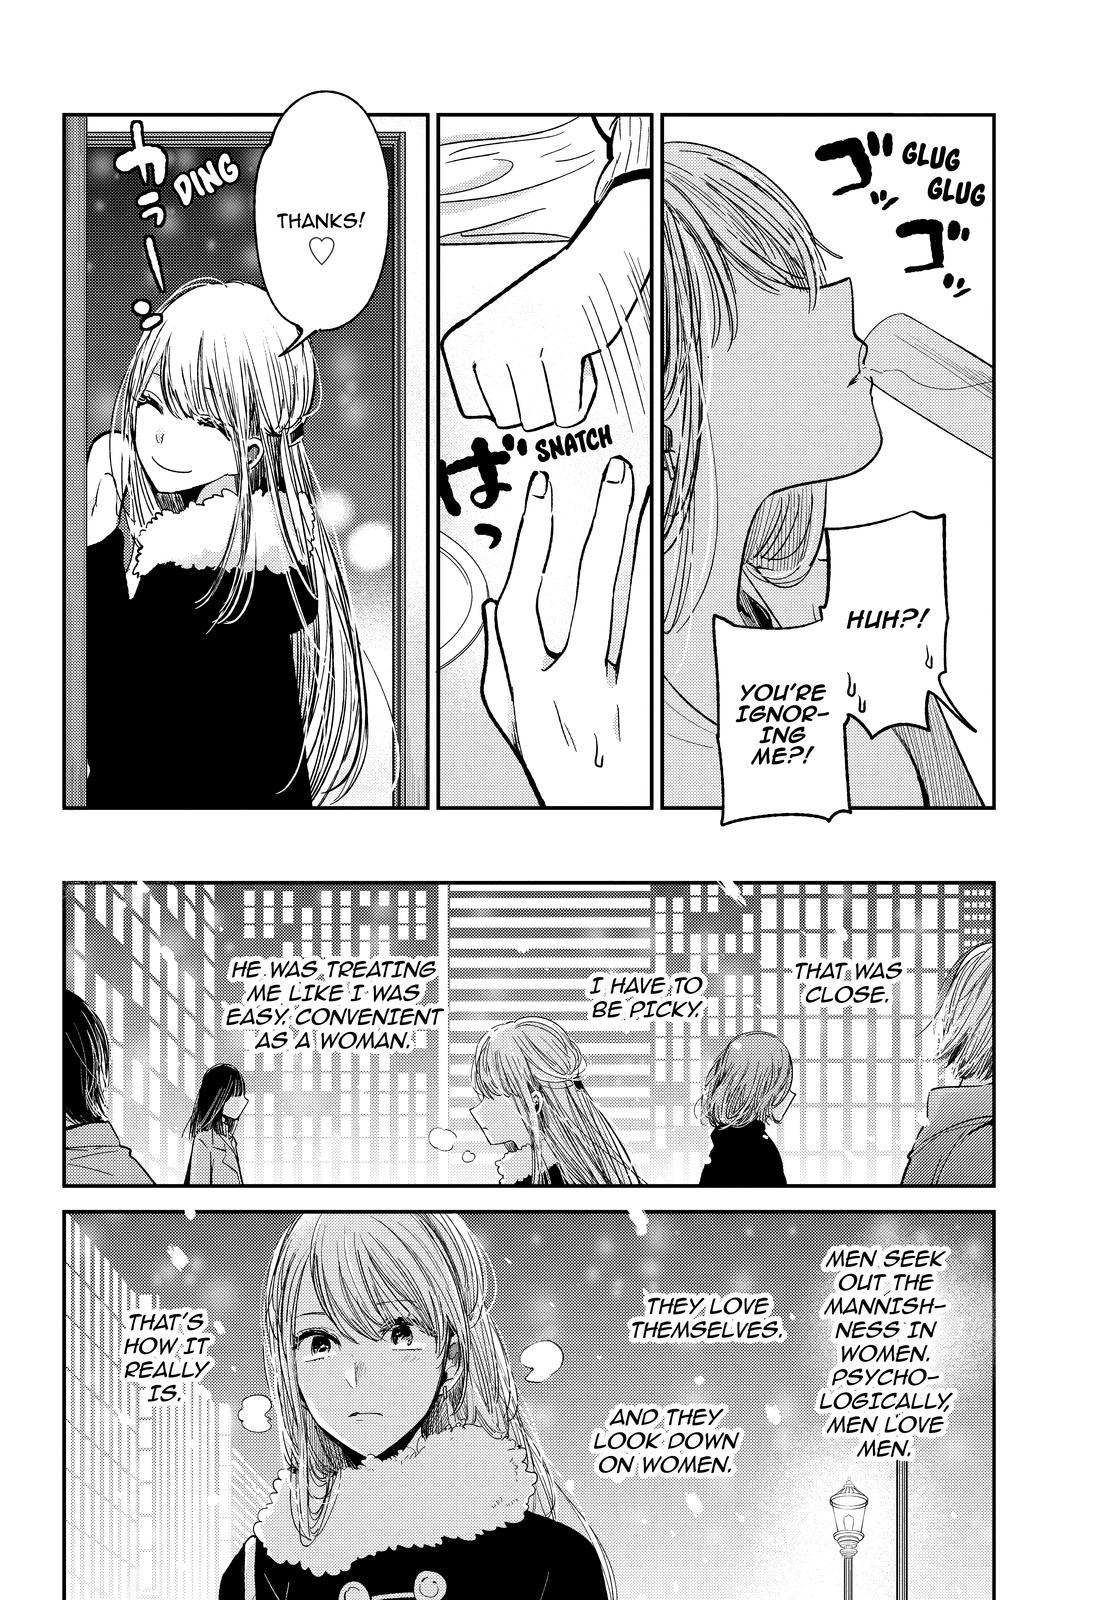 ゴッ
GLUG
GLUG
ゴッ
HUH?!
YOU'RE
IGNOR-
ING
ME?!
SNATCH
ばっ
THANKS!
♡
DING
カラーン
THAT WAS
CLOSE.
I HAVE TO
BE PICKY.
HE WAS TREATING
ME LIKE I WAS
EASY, CONVENIENT
AS A WOMAN.
MEN SEEK
OUT THE
MANNISH-
NESS IN
WOMEN.
PSYCHO-
LOGICALLY,
MEN LOVE
MEN.
THEY LOVE
THEMSELVES.
AND THEY
LOOK DOWN
ON WOMEN.
THAT'S
HOW IT
REALLY
IS.